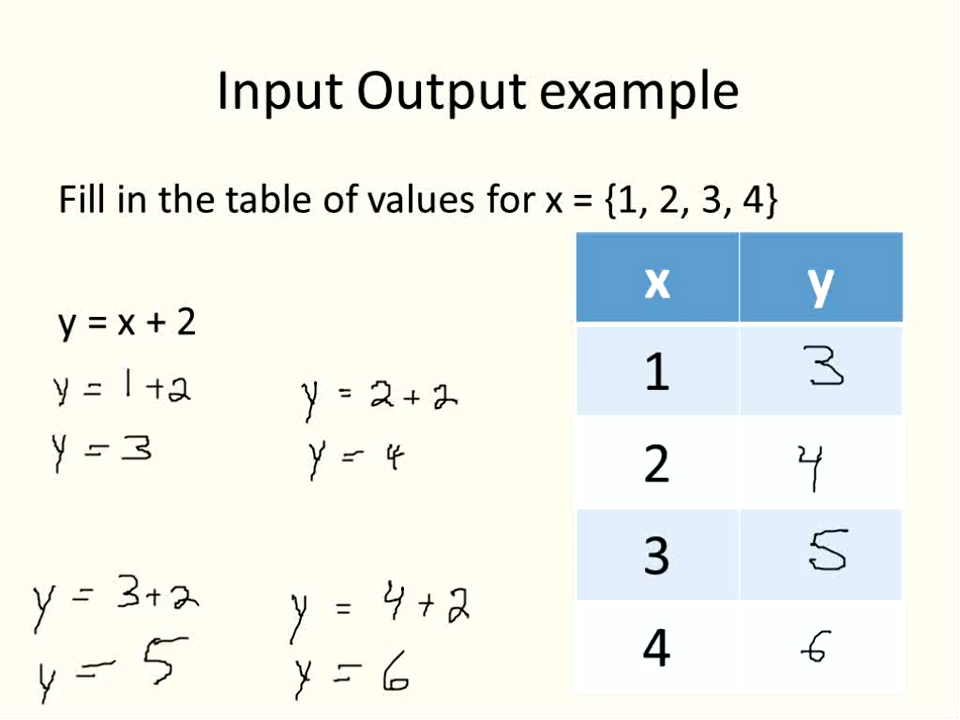 Input Output example
Fill in the table of values for x = {1, 2, 3, 4}
y = x + 2
y = 1 + 2
y = 3
y = 2 + 2
y = 4
y = 3 + 2
y = 5
y = 4 + 2
y = 6
x y
1 3
2 4
3 5
4 6